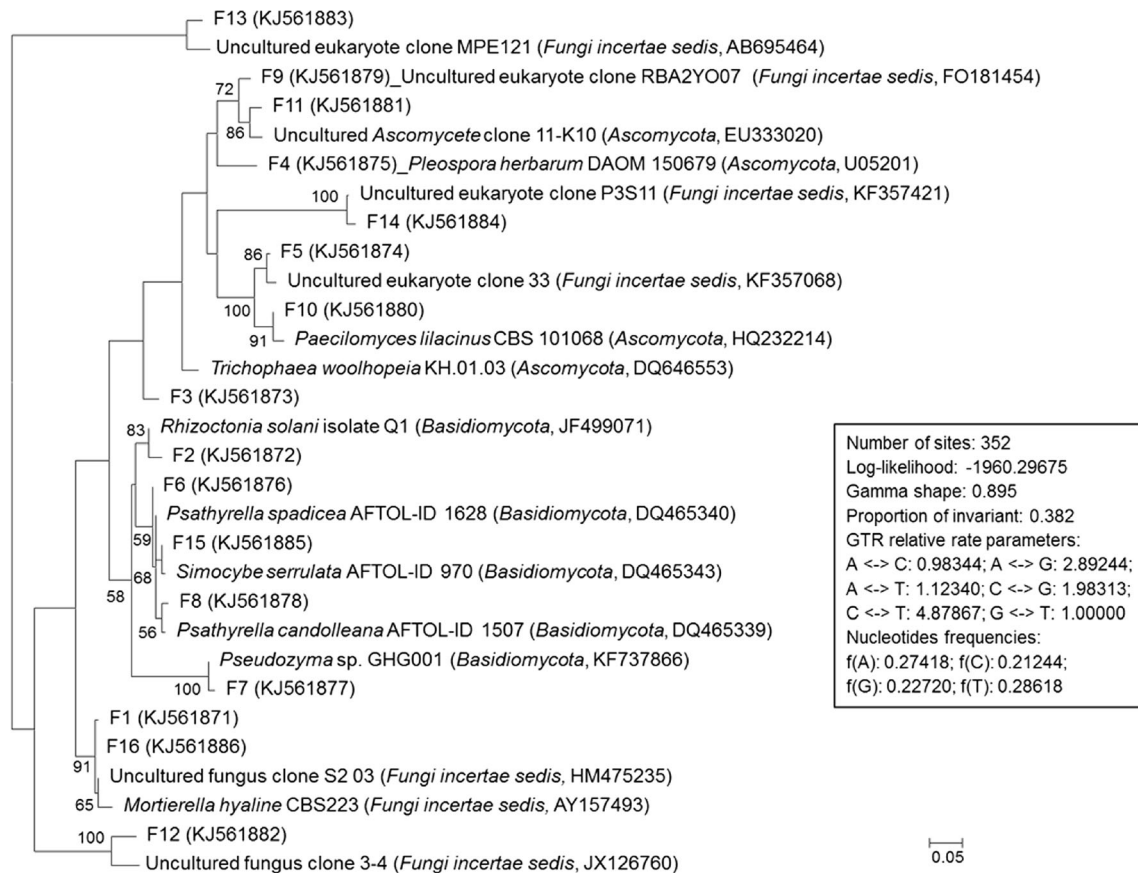 F13 (KJ561883)
Uncultured eukaryote clone MPE121 (Fungi incertae sedis, AB695464)
F9 (KJ561879)_Uncultured eukaryote clone RBA2YO07 (Fungi incertae sedis, FO181454)
72
F11 (KJ561881)
86
Uncultured Ascomycete clone 11-K10 (Ascomycota, EU333020)
F4 (KJ561875)_Pleospora herbarum DAOM 150679 (Ascomycota, U05201)
Uncultured eukaryote clone P3S11 (Fungi incertae sedis, KF357421)
100
F14 (KJ561884)
F5 (KJ561874)
86
Uncultured eukaryote clone 33 (Fungi incertae sedis, KF357068)
100
F10 (KJ561880)
91
Paecilomyces lilacinus CBS 101068 (Ascomycota, HQ232214)
Trichophaea woolhopeia KH.01.03 (Ascomycota, DQ646553)
F3 (KJ561873)
Rhizoctonia solani isolate Q1 (Basidiomycota, JF499071)
83
F2 (KJ561872)
F6 (KJ561876)
Psathyrella spadicea AFTOL-ID 1628 (Basidiomycota, DQ465340)
59
F15 (KJ561885)
68
Simocybe serrulata AFTOL-ID 970 (Basidiomycota, DQ465343)
58
F8 (KJ561878)
56
Psathyrella candolleana AFTOL-ID 1507 (Basidiomycota, DQ465339)
Pseudozyma sp. GHG001 (Basidiomycota, KF737866)
100
F7 (KJ561877)
F1 (KJ561871)
F16 (KJ561886)
91
Uncultured fungus clone S2 03 (Fungi incertae sedis, HM475235)
65
Mortierella hyaline CBS223 (Fungi incertae sedis, AY157493)
100
F12 (KJ561882)
Uncultured fungus clone 3-4 (Fungi incertae sedis, JX126760)
Number of sites: 352
Log-likelihood: -1960.29675
Gamma shape: 0.895
Proportion of invariant: 0.382
GTR relative rate parameters:
A <-> C: 0.98344; A <-> G: 2.89244;
A <-> T: 1.12340; C <-> G: 1.98313;
C <-> T: 4.87867; G <-> T: 1.00000
Nucleotides frequencies:
f(A): 0.27418; f(C): 0.21244;
f(G): 0.22720; f(T): 0.28618
0.05